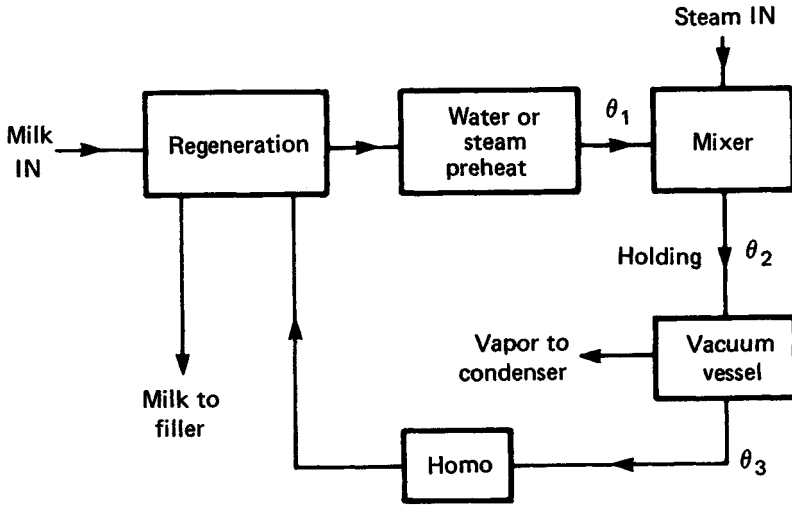 Steam IN
Milk
IN
Regeneration
Water or
steam
preheat
θ1
Mixer
Holding
θ2
Vapor to
condenser
Vacuum
vessel
Milk to
filler
Homo
θ3